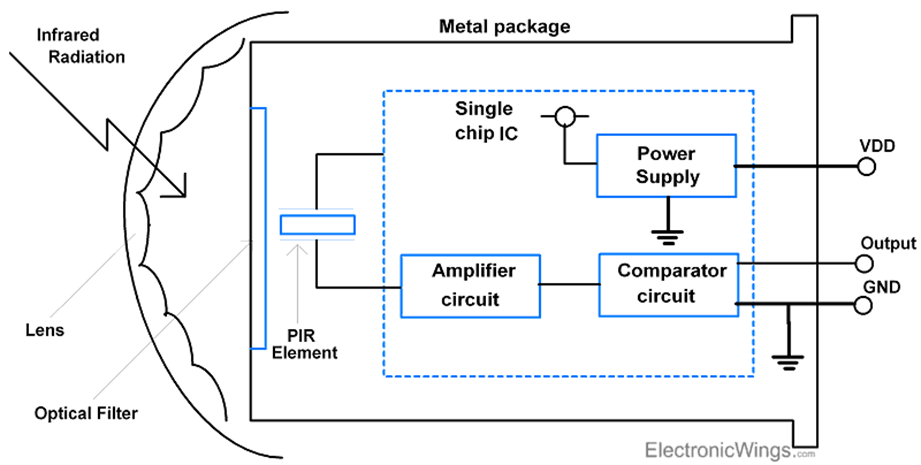 Metal package
Infrared
Radiation
Single
chip IC
Power
Supply
VDD
Amplifier
circuit
Comparator
circuit
Output
GND
Lens
PIR
Element
Optical Filter
ElectronicWings.com